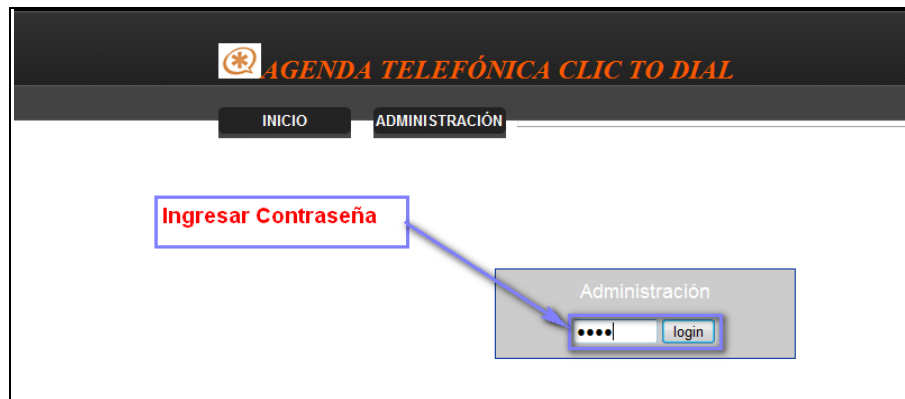 AGENDA TELEFÓNICA CLIC TO DIAL
INICIO ADMINISTRACIÓN
Ingresar Contraseña
Administración
••••
login